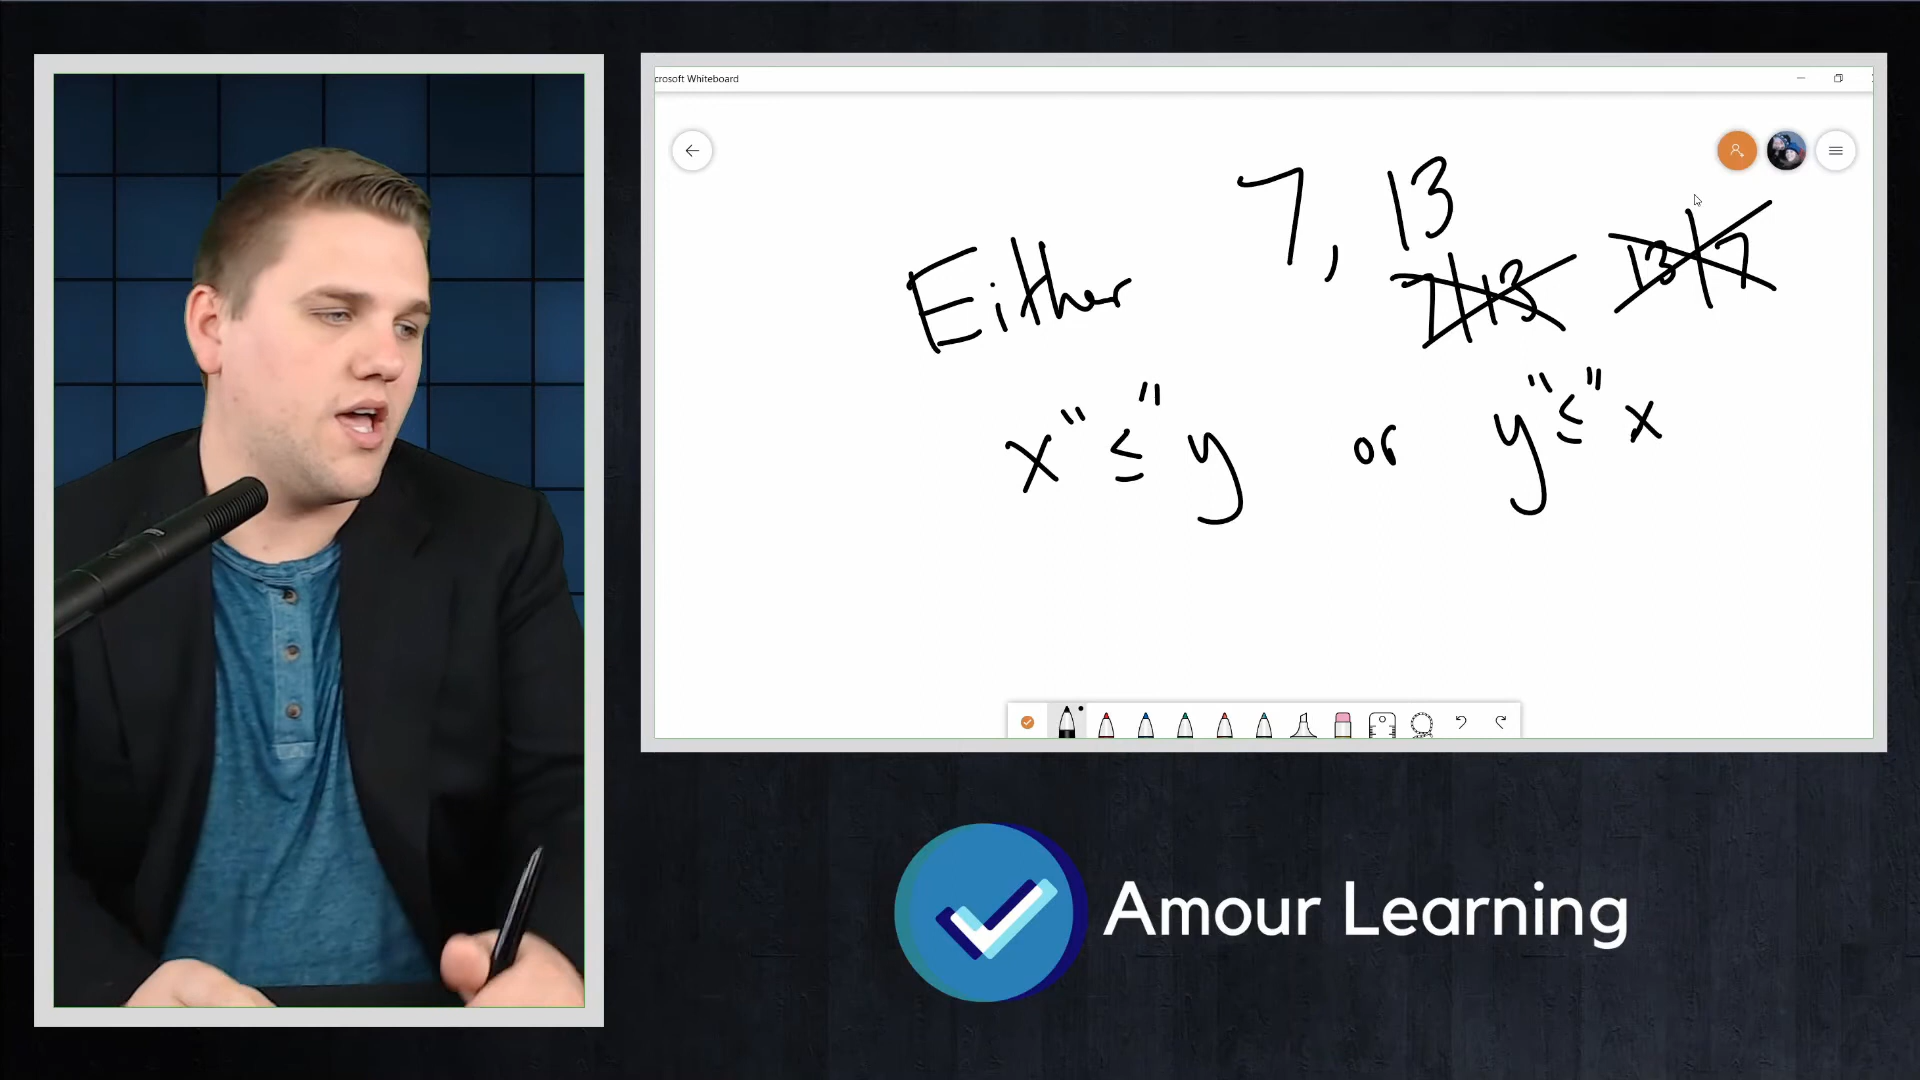 crosoft Whiteboard
7, 13
Either
7|13 13|7
x "≤" y or y "≤" x
Amour Learning